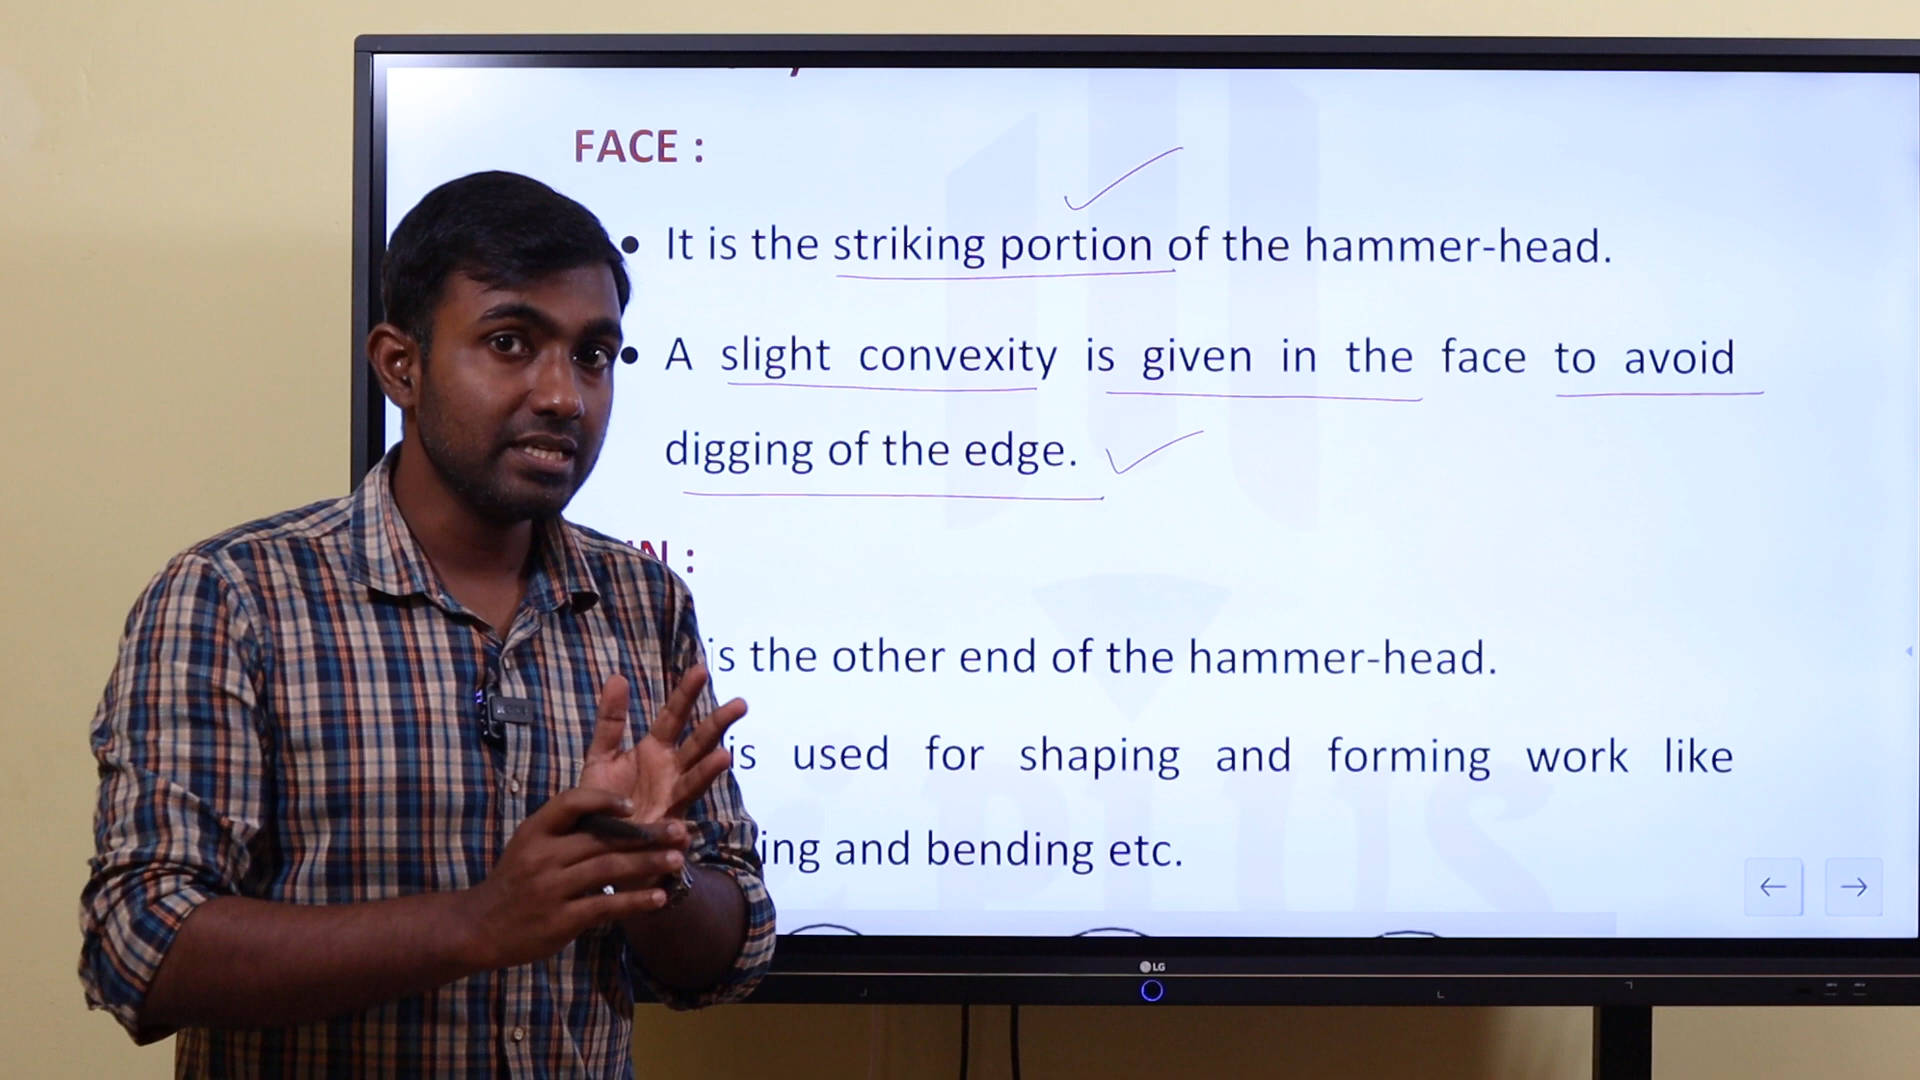 FACE :
• It is the striking portion of the hammer-head.
• A slight convexity is given in the face to avoid
digging of the edge.
IN :
is the other end of the hammer-head.
is used for shaping and forming work like
ing and bending etc.
PLUS
LG